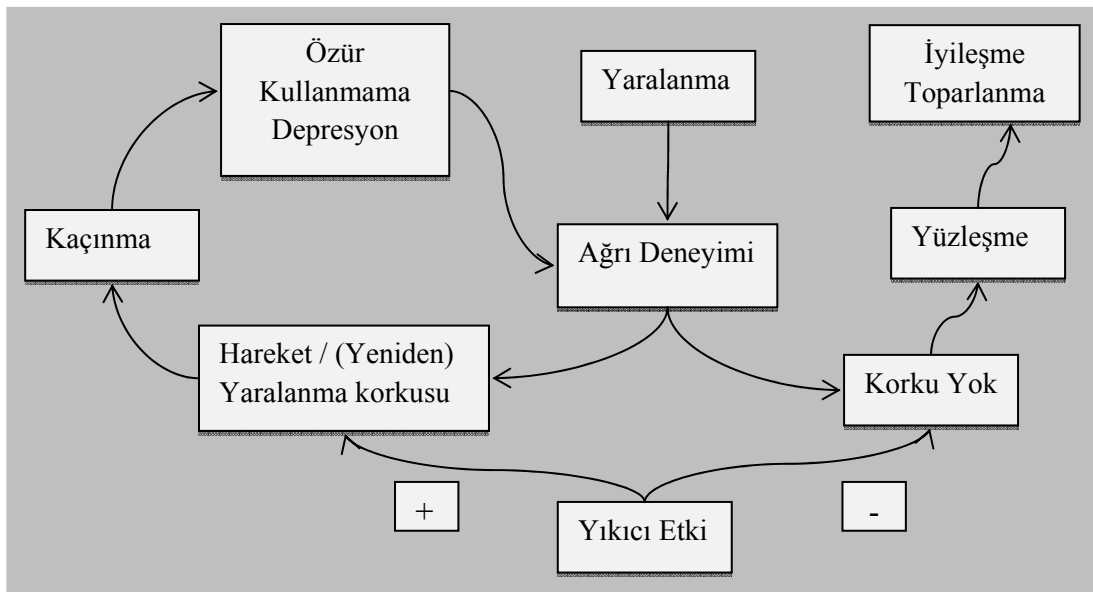 Özür
Kullanmama
Depresyon
Yaralanma
İyileşme
Toparlanma
Kaçınma
Ağrı Deneyimi
Yüzleşme
Hareket / (Yeniden)
Yaralanma korkusu
Korku Yok
+
Yıkıcı Etki
-